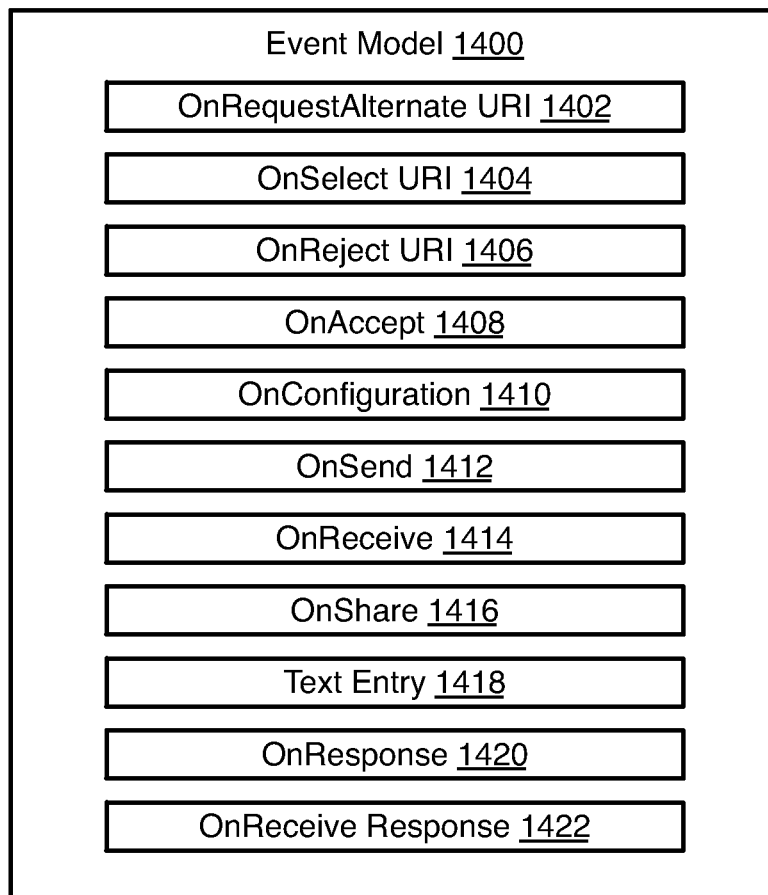 Event Model 1400
OnRequestAlternate URI 1402
OnSelect URI 1404
OnReject URI 1406
OnAccept 1408
OnConfiguration 1410
OnSend 1412
OnReceive 1414
OnShare 1416
Text Entry 1418
OnResponse 1420
OnReceive Response 1422